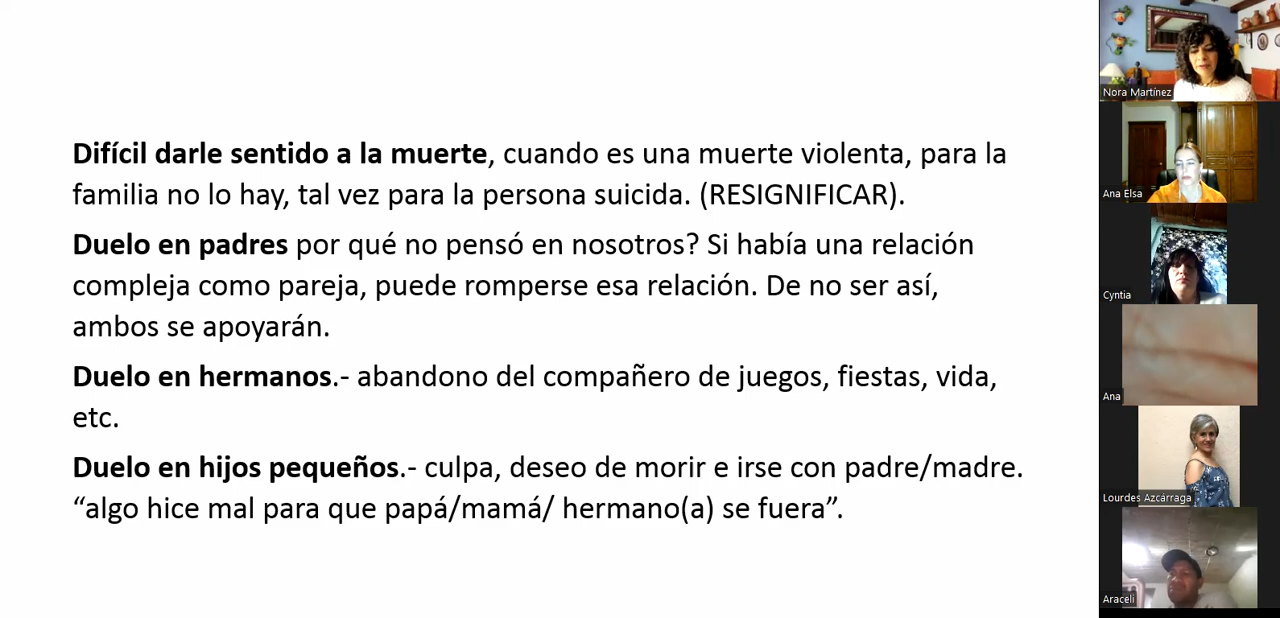 Difícil darle sentido a la muerte, cuando es una muerte violenta, para la
familia no lo hay, tal vez para la persona suicida. (RESIGNIFICAR).
Duelo en padres por qué no pensó en nosotros? Si había una relación
compleja como pareja, puede romperse esa relación. De no ser así,
ambos se apoyarán.
Duelo en hermanos.- abandono del compañero de juegos, fiestas, vida,
etc.
Duelo en hijos pequeños.- culpa, deseo de morir e irse con padre/madre.
“algo hice mal para que papá/mamá/ hermano(a) se fuera”.
Nora Martínez
Ana Elsa
Cyntia
Ana
Lourdes Azcárraga
Araceli